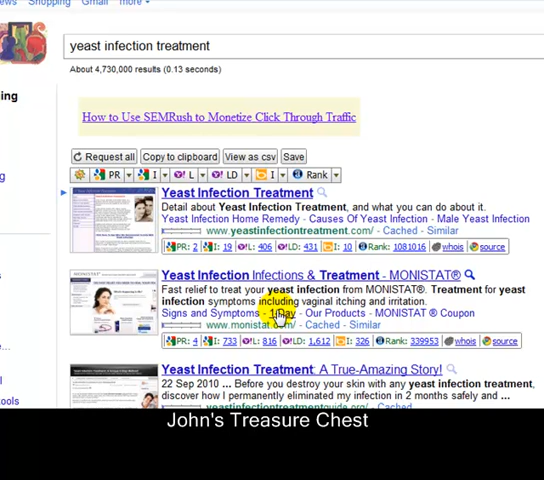 ews Shopping Gmail more
yeast infection treatment
About 4,730,000 results (0.13 seconds)
ing
How to Use SEMRush to Monetize Click Through Traffic
Request all Copy to clipboard View as csv Save
PR I L LD I Rank
Yeast Infection Treatment
Detail about Yeast Infection Treatment, and what you can do about it.
Yeast Infection Home Remedy - Causes Of Yeast Infection - Male Yeast Infection
www.yeastinfectiontreatment.com/ - Cached - Similar
PR: 2 I: 19 L: 406 LD: 431 I: 10 Rank: 1081016 whois source
Yeast Infection Infections & Treatment - MONISTAT®
MONISTAT
Fast relief to treat your yeast infection from MONISTAT®. Treatment for yeast
infection symptoms including vaginal itching and irritation.
Signs and Symptoms - 1-Day - Our Products - MONISTAT ® Coupon
www.monistat.com/ - Cached - Similar
PR: 4 I: 733 L: 816 LD: 1,612 I: 326 Rank: 339953 whois source
Yeast Infection Treatment: A True-Amazing Story!
22 Sep 2010 ... Before you destroy your skin with any yeast infection treatment,
discover how I permanently eliminated my infection in 2 months safely and ...
yeastinfectiontreatmentguide.org/ - Cached
e...
l
tools
John's Treasure Chest